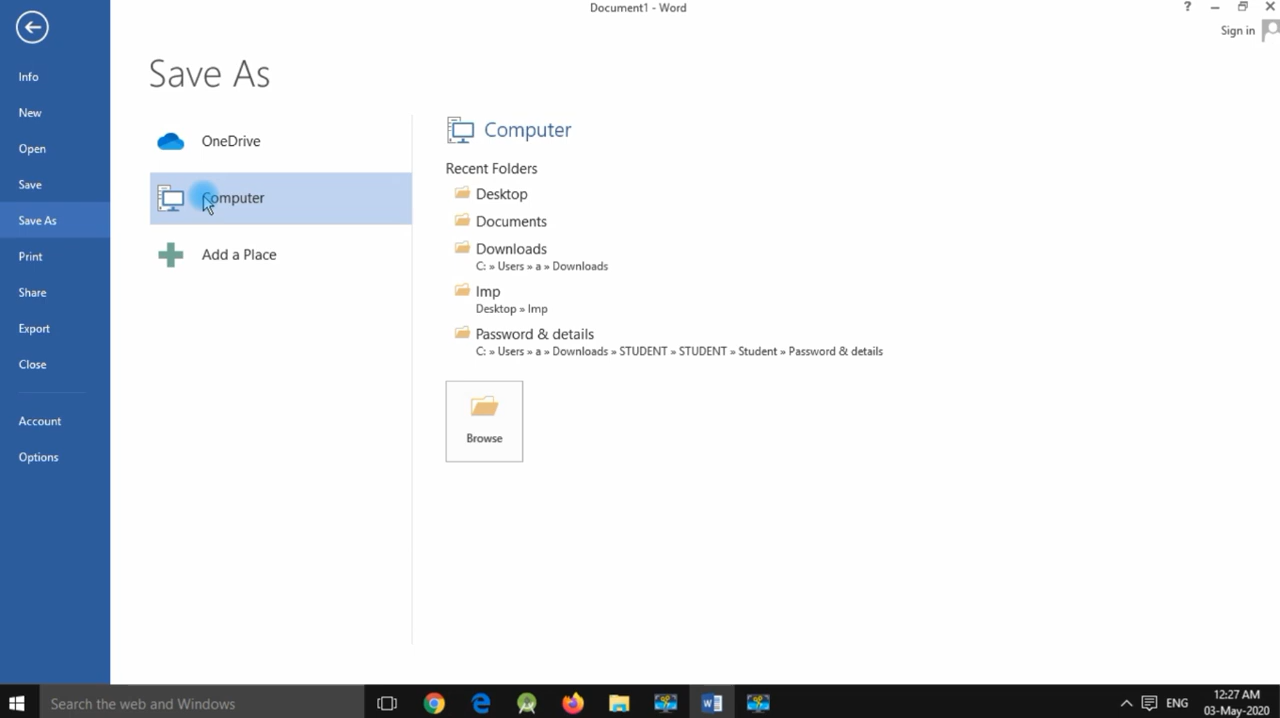 Document1 - Word
?
Sign in
Info
New
Open
Save
Save As
Print
Share
Export
Close
Account
Options
Save As
OneDrive
Computer
Add a Place
Computer
Recent Folders
Desktop
Documents
Downloads
C: » Users » a » Downloads
Imp
Desktop » Imp
Password & details
C: » Users » a » Downloads » STUDENT » STUDENT » Student » Password & details
Browse
Search the web and Windows
ENG
12:27 AM
03-May-2020